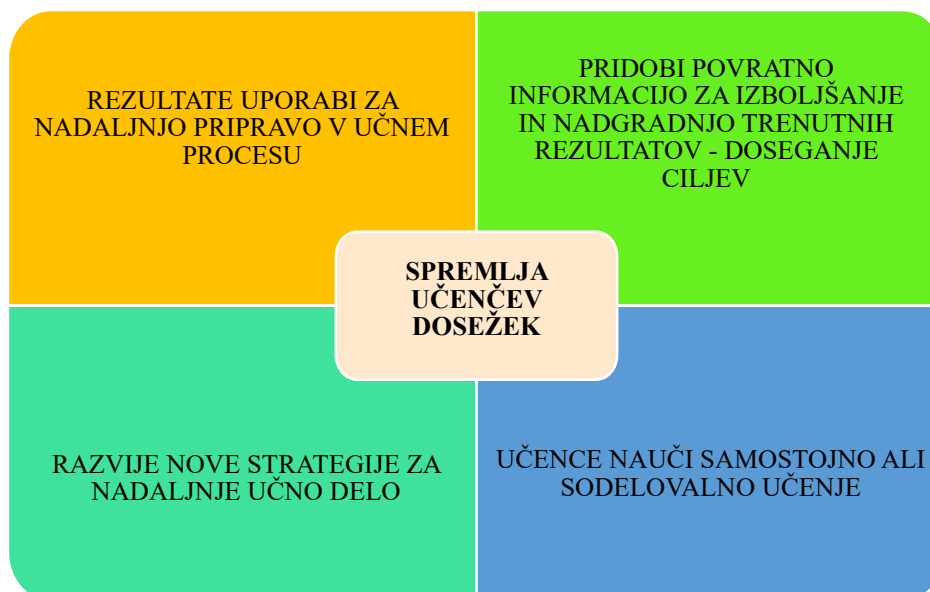 REZULTATE UPORABI ZA
NADALJNJO PRIPRAVO V UČNEM
PROCESU
PRIDOBI POVRATNO
INFORMACIJO ZA IZBOLJŠANJE
IN NADGRADNJO TRENUTNIH
REZULTATOV - DOSEGANJE
CILJEV
SPREMLJA
UČENČEV
DOSEŽEK
RAZVIJE NOVE STRATEGIJE ZA
NADALJNJE UČNO DELO
UČENCE NAUČI SAMOSTOJNO ALI
SODELOVALNO UČENJE